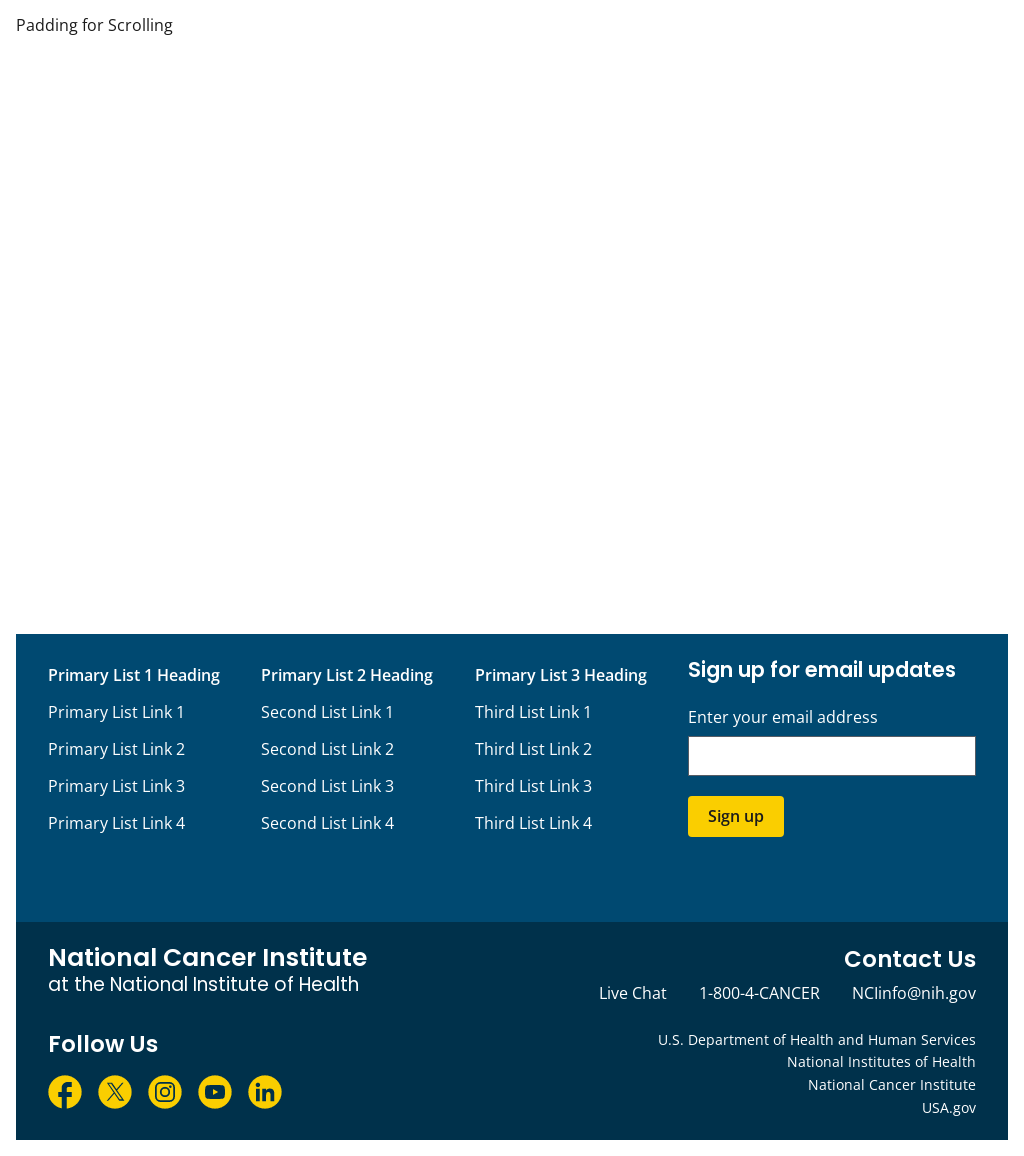 Padding for Scrolling
Primary List 1 Heading
Primary List Link 1
Primary List Link 2
Primary List Link 3
Primary List Link 4
Primary List 2 Heading
Second List Link 1
Second List Link 2
Second List Link 3
Second List Link 4
Primary List 3 Heading
Third List Link 1
Third List Link 2
Third List Link 3
Third List Link 4
Sign up for email updates
Enter your email address
Sign up
National Cancer Institute
at the National Institute of Health
Follow Us
Contact Us
Live Chat 1-800-4-CANCER NCIinfo@nih.gov
U.S. Department of Health and Human Services
National Institutes of Health
National Cancer Institute
USA.gov